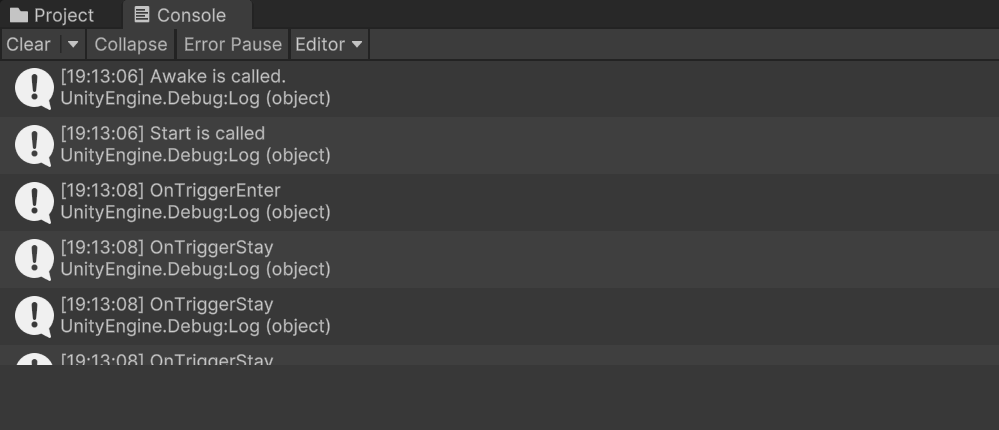 Project
Console
Clear
Collapse
Error Pause
Editor
[19:13:06] Awake is called.
UnityEngine.Debug:Log (object)
[19:13:06] Start is called
UnityEngine.Debug:Log (object)
[19:13:08] OnTriggerEnter
UnityEngine.Debug:Log (object)
[19:13:08] OnTriggerStay
UnityEngine.Debug:Log (object)
[19:13:08] OnTriggerStay
UnityEngine.Debug:Log (object)
[19:13:08] OnTriggerStay